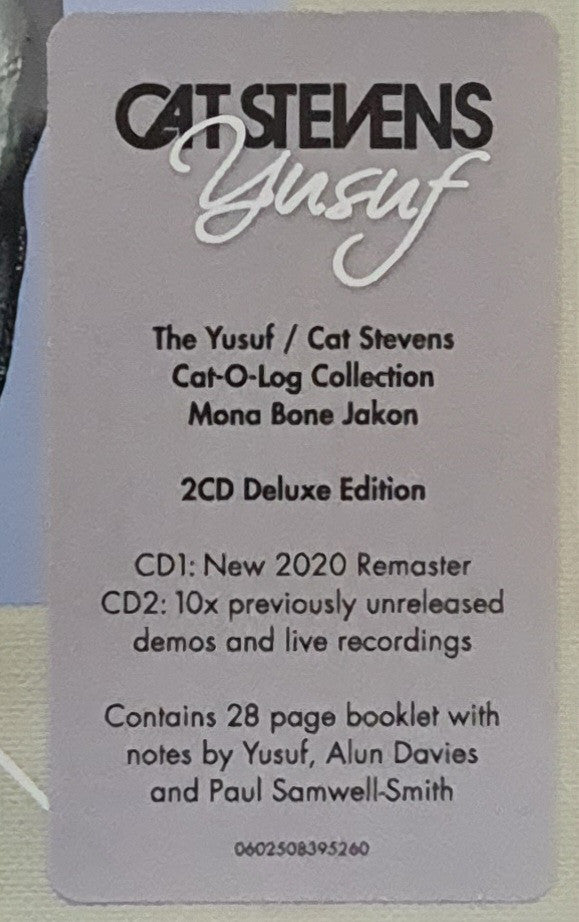 CAT STEVENS
Yusuf
The Yusuf / Cat Stevens
Cat-O-Log Collection
Mona Bone Jakon
2CD Deluxe Edition
CD1: New 2020 Remaster
CD2: 10x previously unreleased
demos and live recordings
Contains 28 page booklet with
notes by Yusuf, Alun Davies
and Paul Samwell-Smith
0602508395260